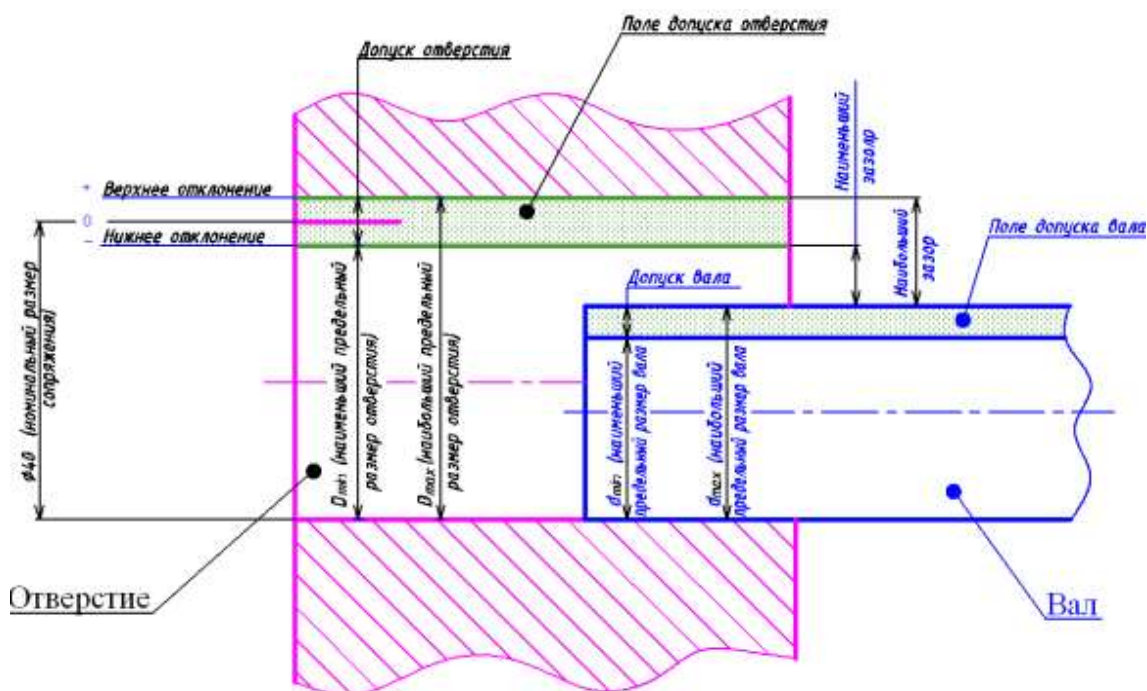 Поле допуска отверстия
Допуск отверстия
Наименьший
зазолр
+
Верхнее отклонение
0
Наибольший
зазор
–
Нижнее отклонение
Поле допуска вала
Допуск вала
ϕ40 (номинальный размер
сопряжения)
Dmin (наименьший предельный
размер отверстия)
Dmax (наибольший предельный
размер отверстия)
dmin (наименьший
предельный размер вала
dmax (наибольший
предельный размер вала
Отверстие
Вал